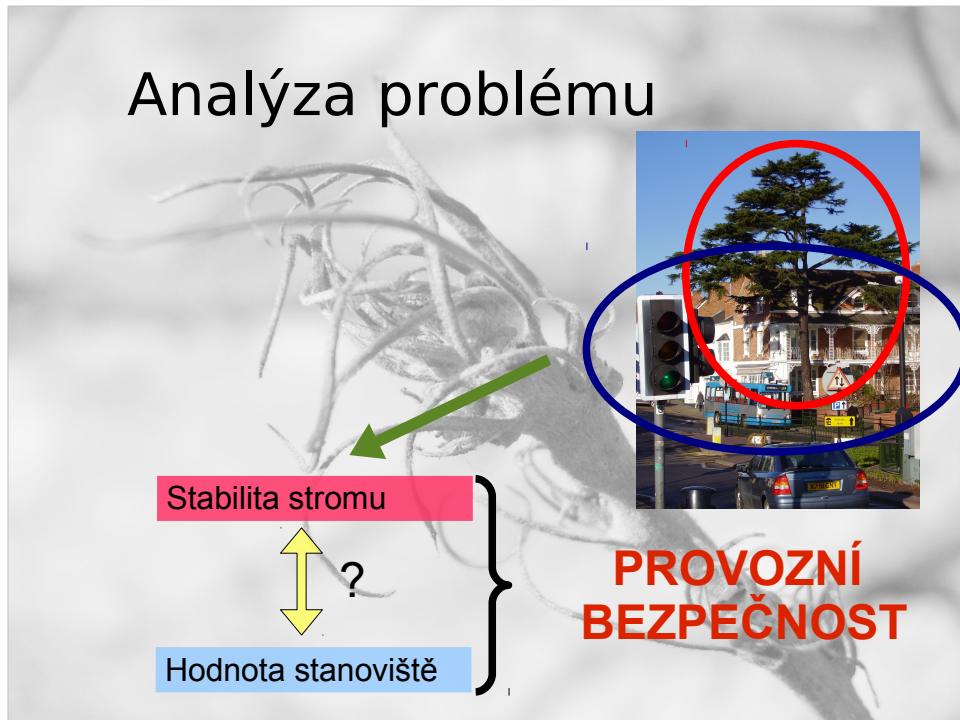 Analýza problému
Stabilita stromu
?
Hodnota stanoviště
PROVOZNÍ
BEZPEČNOST